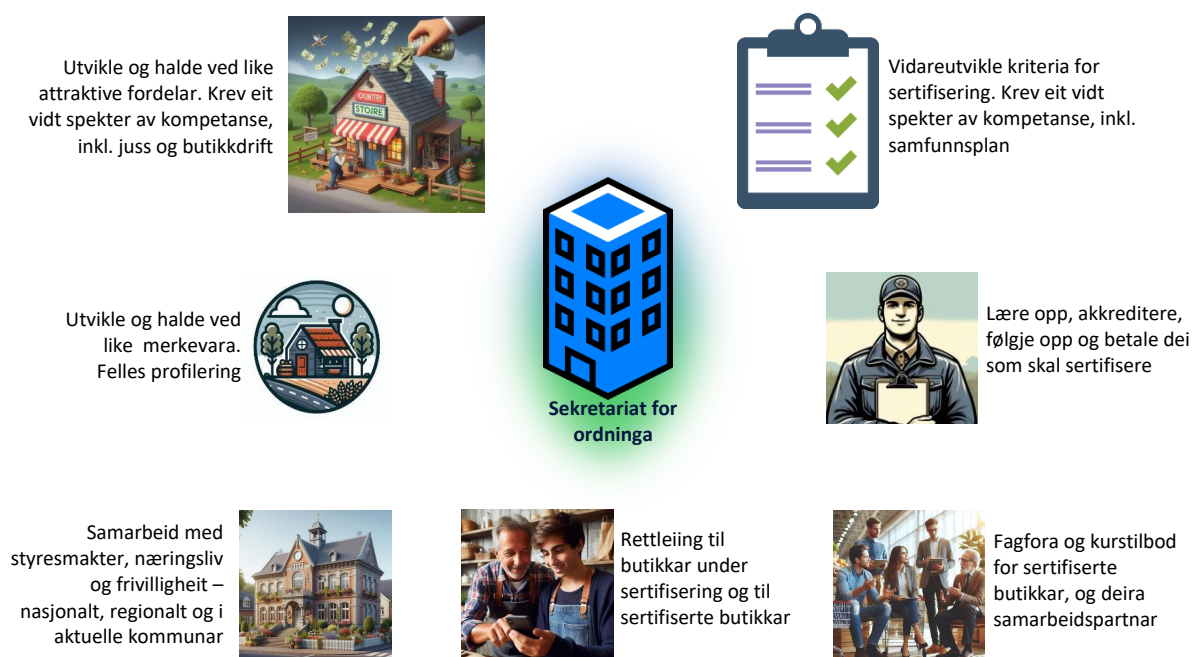 Utvikle og halde ved like
attraktive fordelar. Krev eit
vidt spekter av kompetanse,
inkl. juss og butikkdrift
STOIRE
Vidareutvikle kriteria for
sertifisering. Krev eit vidt
spekter av kompetanse, inkl.
samfunnsplan
Utvikle og halde ved
like merkevara.
Felles profilering
Sekretariat for
ordninga
Lære opp, akkreditere,
følgje opp og betale dei
som skal sertifisere
Samarbeid med
styresmakter, næringsliv
og frivilligheit –
nasjonalt, regionalt og i
aktuelle kommunar
Rettleiing til
butikkar under
sertifisering og til
sertifiserte butikkar
Fagfora og kurstilbod
for sertifiserte
butikkar, og deira
samarbeidspartnar